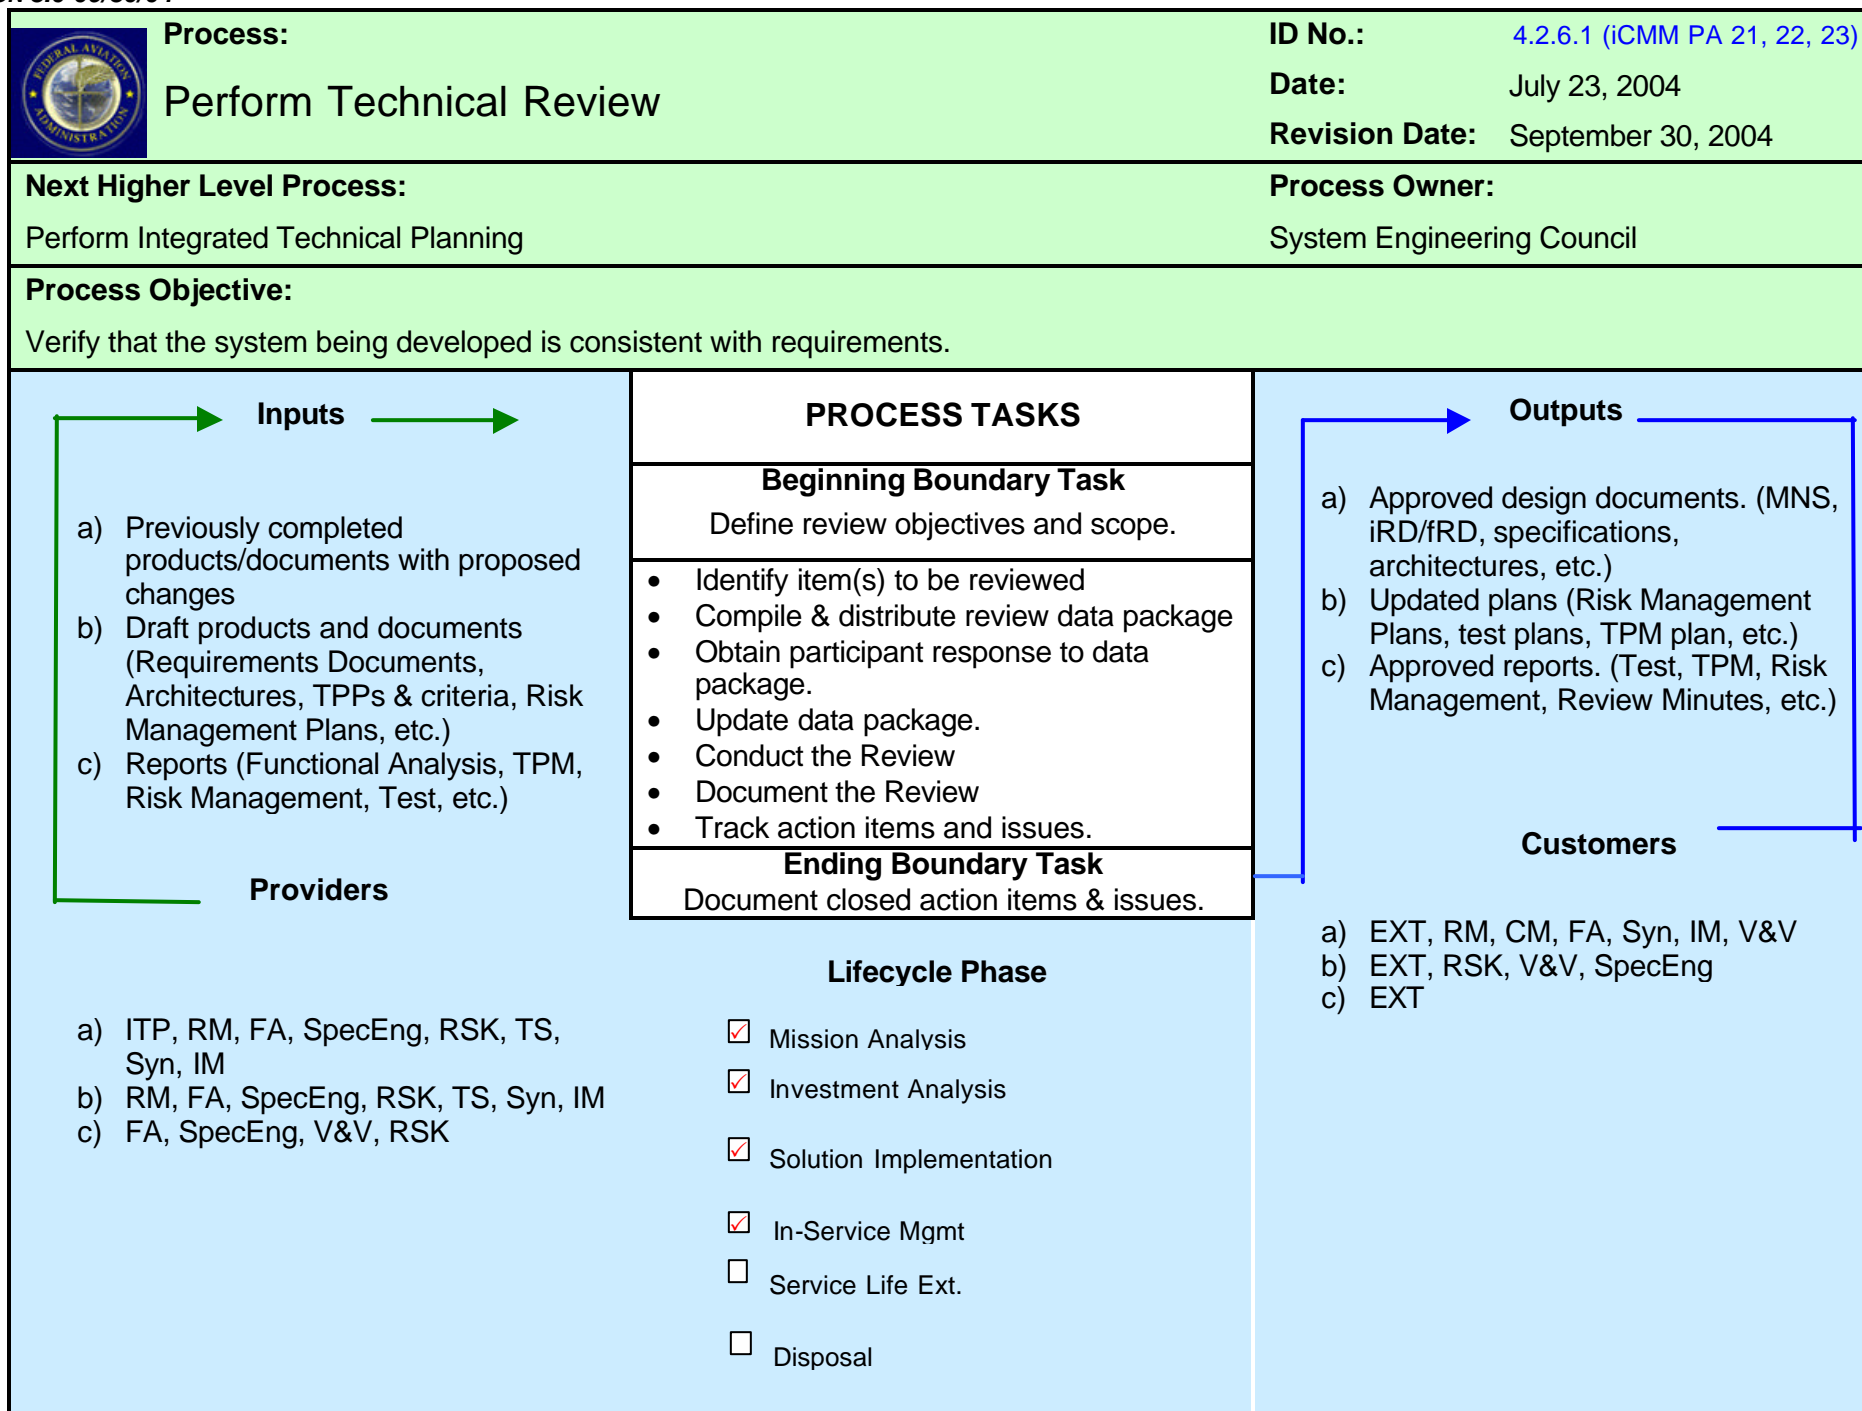 Process:
Perform Technical Review
ID No.: 4.2.6.1 (iCMM PA 21, 22, 23)
Date: July 23, 2004
Revision Date: September 30, 2004
FEDERAL AVIATION
ADMINISTRATION
Next Higher Level Process:
Perform Integrated Technical Planning
Process Owner:
System Engineering Council
Process Objective:
Verify that the system being developed is consistent with requirements.
Inputs
a) Previously completed
products/documents with proposed
changes
b) Draft products and documents
(Requirements Documents,
Architectures, TPPs & criteria, Risk
Management Plans, etc.)
c) Reports (Functional Analysis, TPM,
Risk Management, Test, etc.)
Providers
a) ITP, RM, FA, SpecEng, RSK, TS,
Syn, IM
b) RM, FA, SpecEng, RSK, TS, Syn, IM
c) FA, SpecEng, V&V, RSK
PROCESS TASKS
Beginning Boundary Task
Define review objectives and scope.
• Identify item(s) to be reviewed
• Compile & distribute review data package
• Obtain participant response to data
package.
• Update data package.
• Conduct the Review
• Document the Review
• Track action items and issues.
Ending Boundary Task
Document closed action items & issues.
Lifecycle Phase
Mission Analysis
Investment Analysis
Solution Implementation
In-Service Mgmt
Service Life Ext.
Disposal
Outputs
a) Approved design documents. (MNS,
iRD/fRD, specifications,
architectures, etc.)
b) Updated plans (Risk Management
Plans, test plans, TPM plan, etc.)
c) Approved reports. (Test, TPM, Risk
Management, Review Minutes, etc.)
Customers
a) EXT, RM, CM, FA, Syn, IM, V&V
b) EXT, RSK, V&V, SpecEng
c) EXT